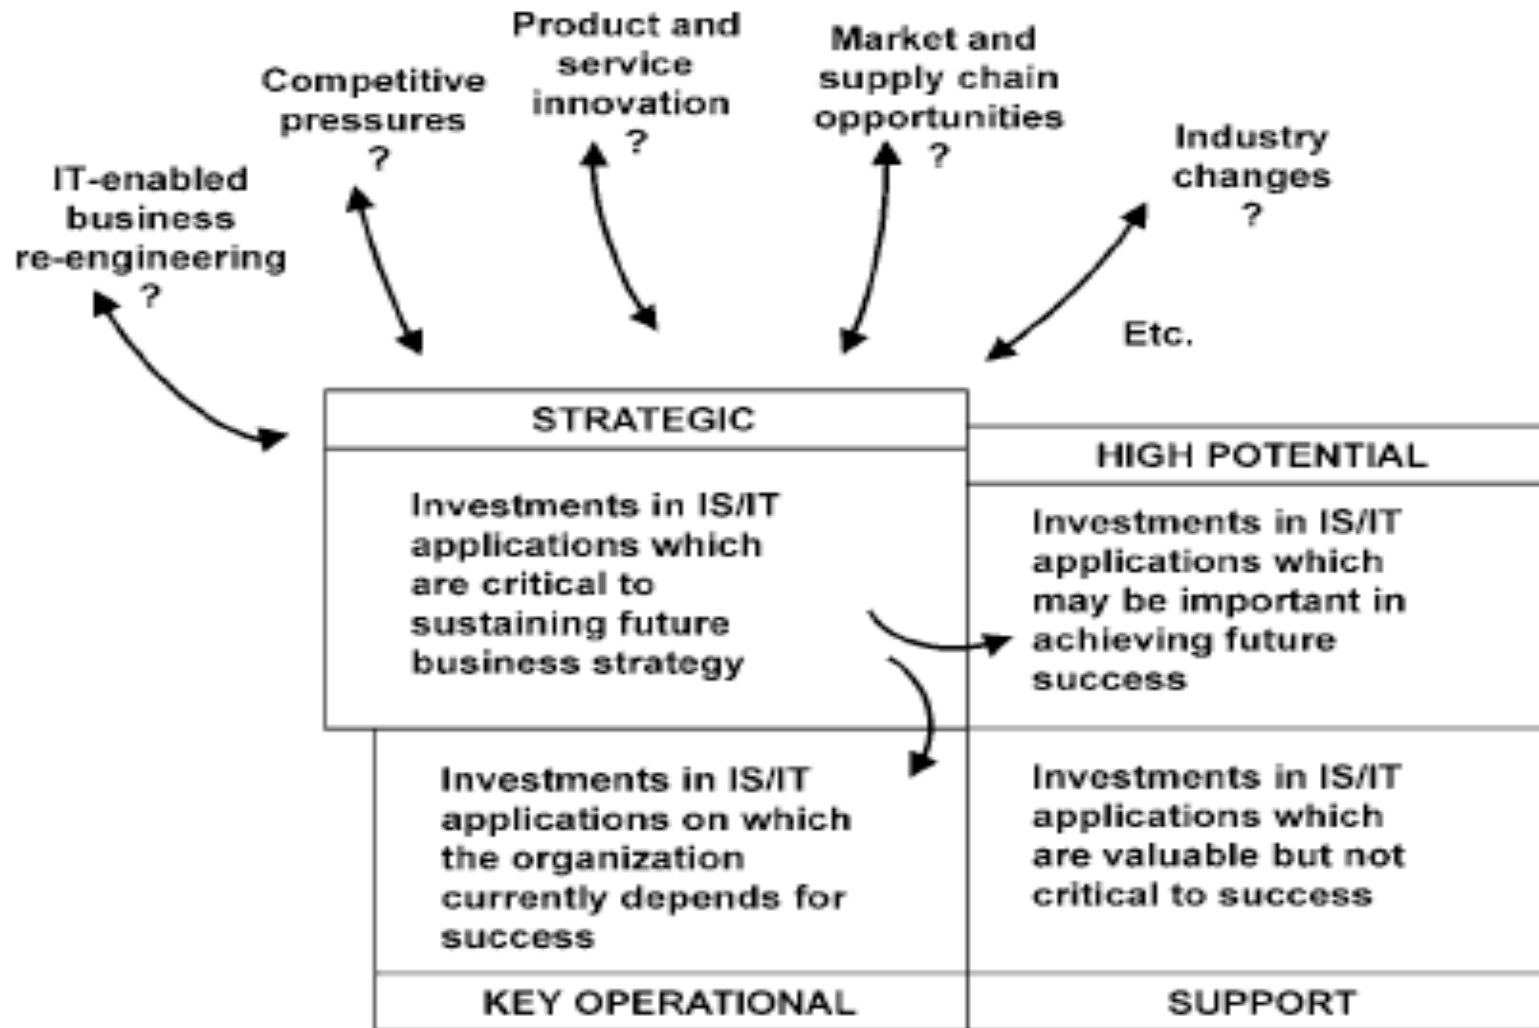 Product and
service
innovation
?
Market and
supply chain
opportunities
?
Competitive
pressures
?
Industry
changes
?
IT-enabled
business
re-engineering
?
Etc.
STRATEGIC
Investments in IS/IT
applications which
are critical to
sustaining future
business strategy
HIGH POTENTIAL
Investments in IS/IT
applications which
may be important in
achieving future
success
Investments in IS/IT
applications on which
the organization
currently depends for
success
KEY OPERATIONAL
Investments in IS/IT
applications which
are valuable but not
critical to success
SUPPORT